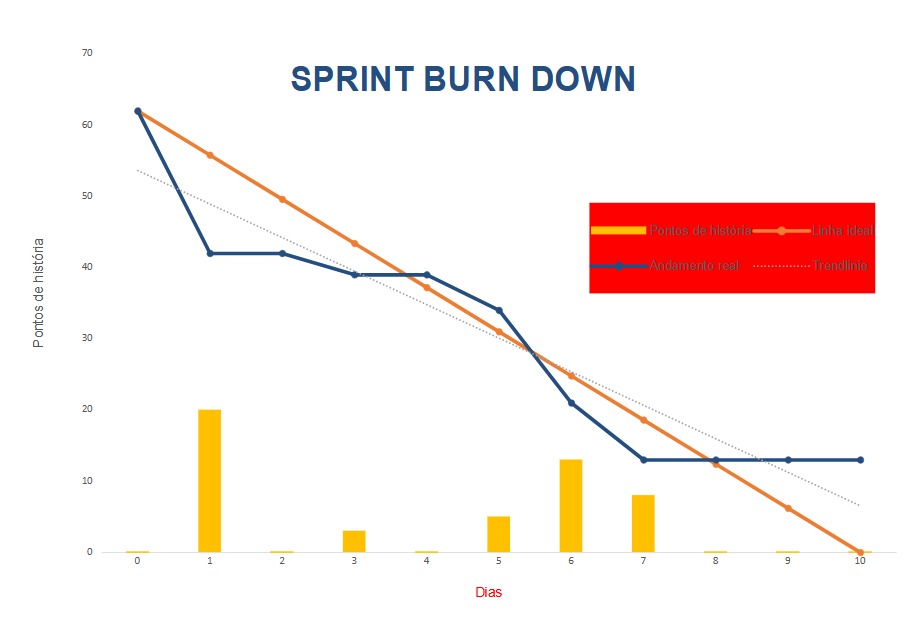 SPRINT BURN DOWN
70
60
50
40
30
20
10
0
Pontos de história
Pontos de história Linha ideal
Andamento real Trendlinie
0 1 2 3 4 5 6 7 8 9 10
Dias